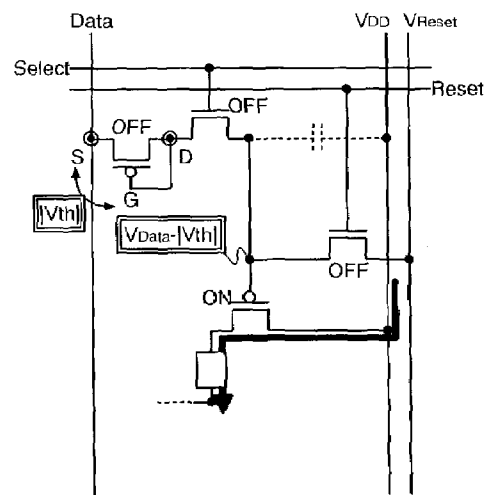 Data
VDD
VReset
Select
Reset
OFF
OFF
S
D
G
|Vth|
VData-|Vth|
OFF
ON